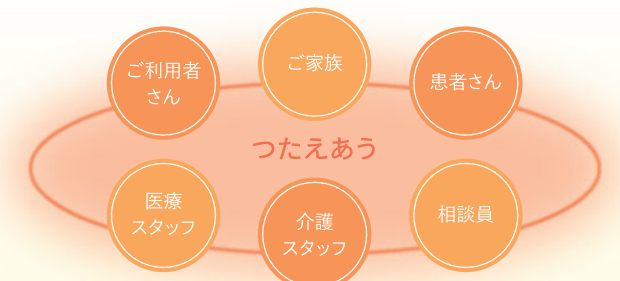 ご利用者
さん
ご家族
患者さん
つたえあう
医療
スタッフ
介護
スタッフ
相談員